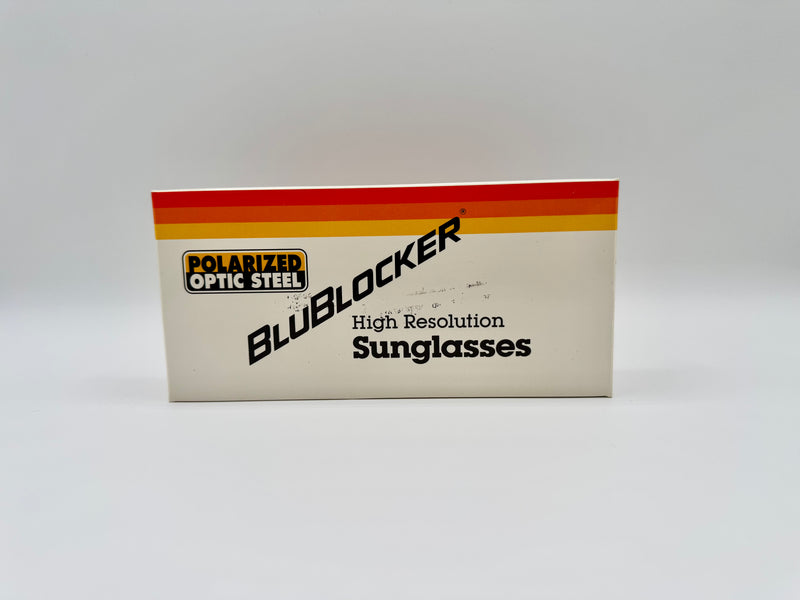 POLARIZED
OPTIC STEEL
BLUBLOCKER®
High Resolution
Sunglasses